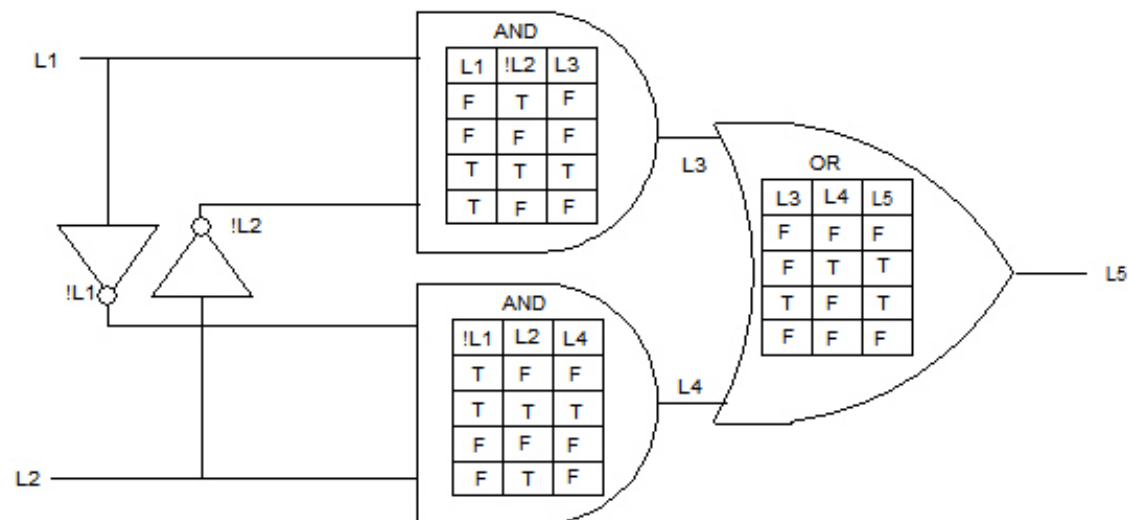 AND
L1 !L2 L3
F T F
F F F
T T T
T F F
L1
L3
!L2
!L1
OR
L3 L4 L5
F F F
F T T
T F T
F F F
L5
AND
!L1 L2 L4
T F F
T T T
F F F
F T F
L4
L2